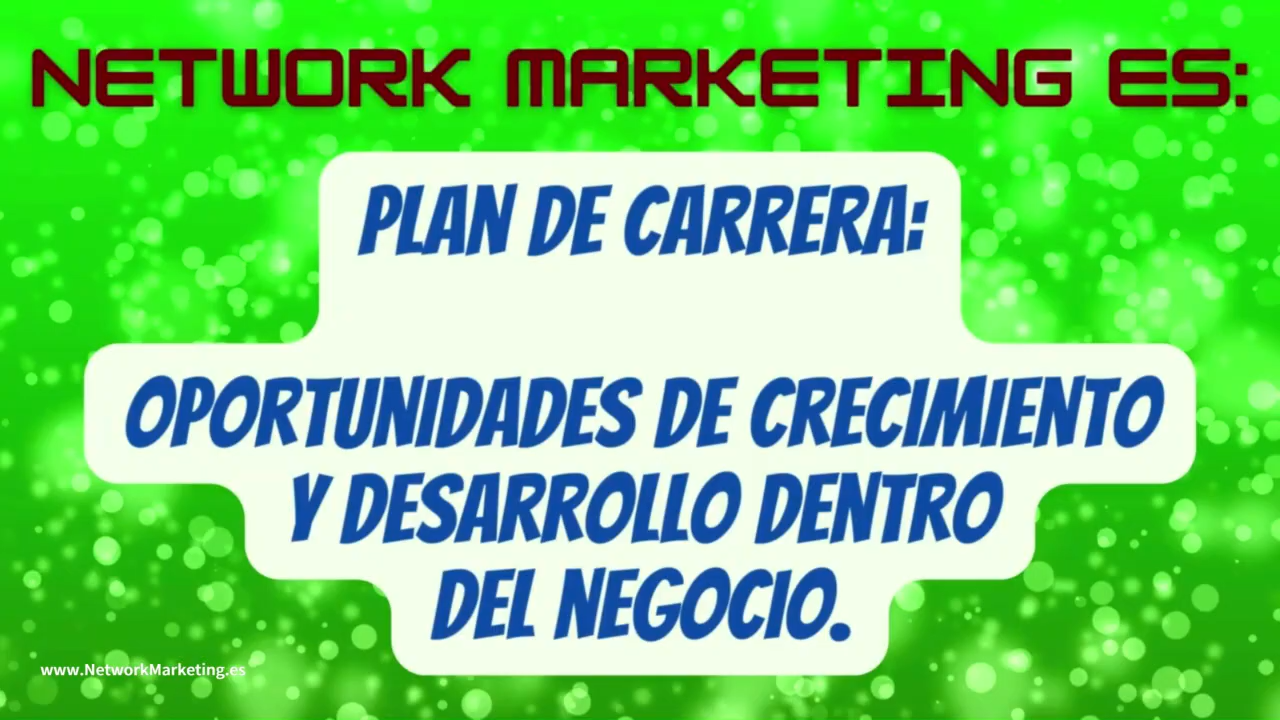 NETWORK MARKETING ES:
PLAN DE CARRERA:
OPORTUNIDADES DE CRECIMIENTO
Y DESARROLLO DENTRO
DEL NEGOCIO.
www.NetworkMarketing.es